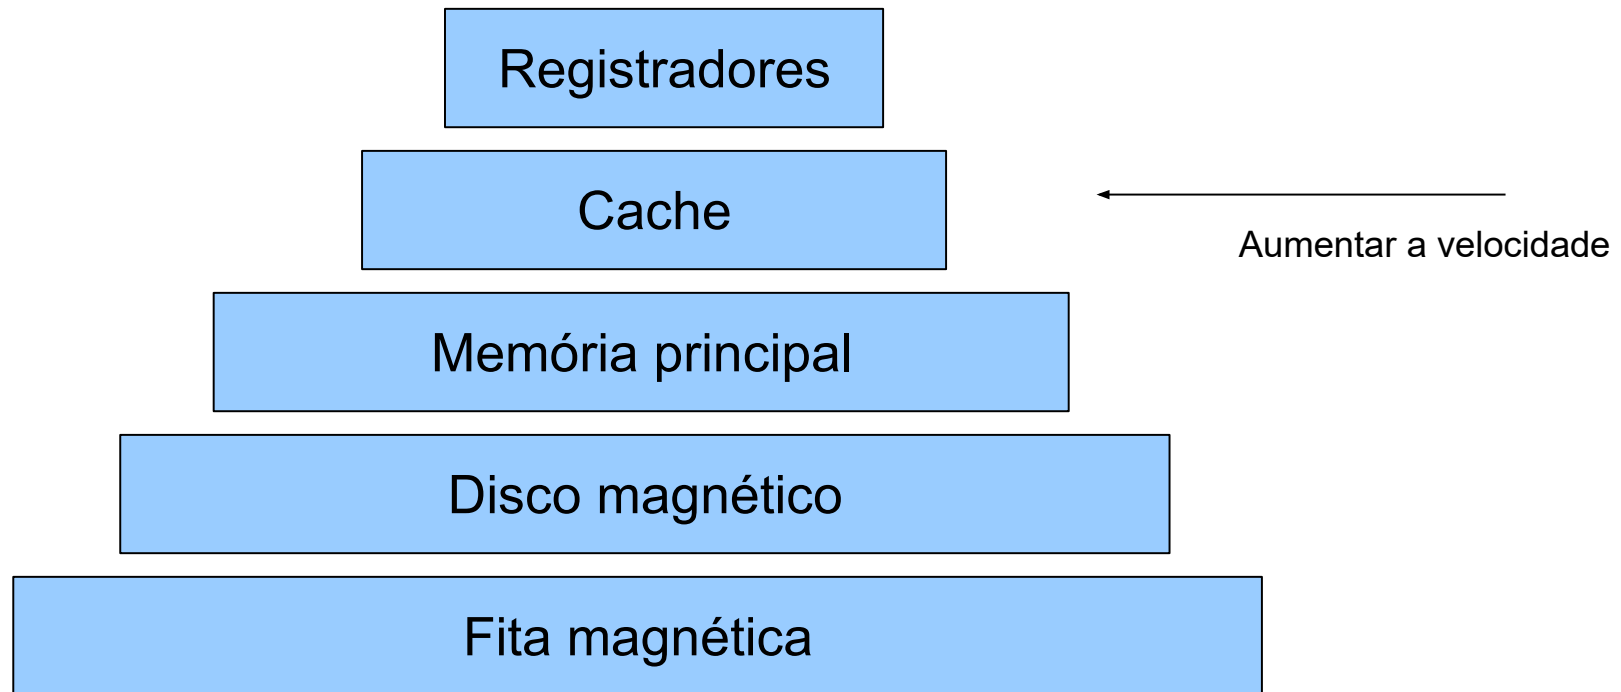 Registradores
Cache
Aumentar a velocidade
Memória principal
Disco magnético
Fita magnética